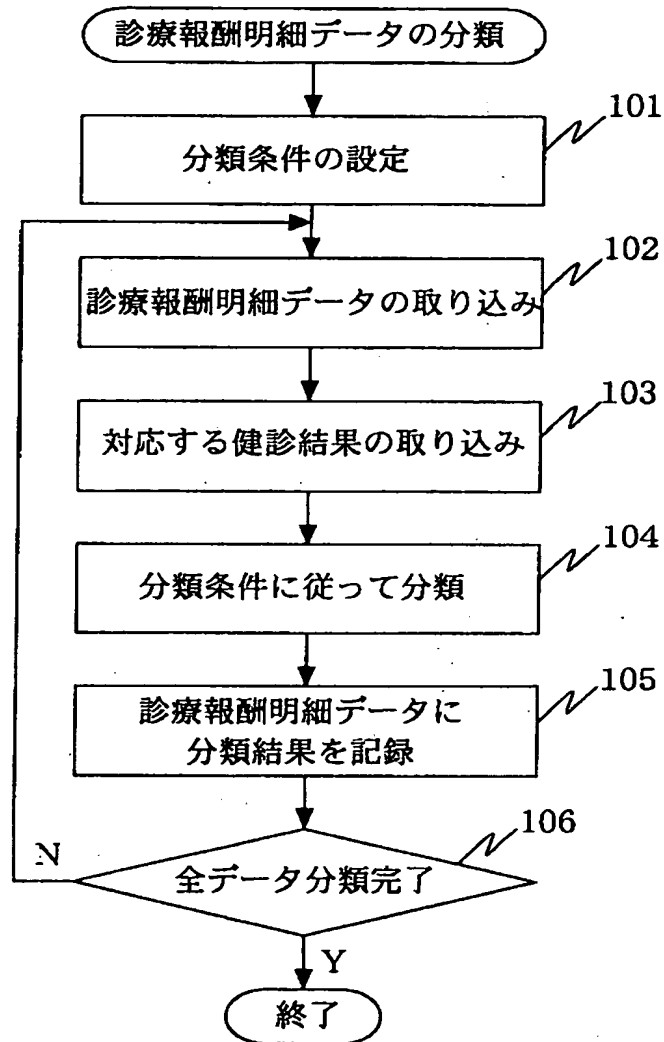 診療報酬明細データの分類
101
分類条件の設定
102
診療報酬明細データの取り込み
103
対応する健診結果の取り込み
104
分類条件に従って分類
105
診療報酬明細データに
分類結果を記録
106
N
全データ分類完了
Y
終了